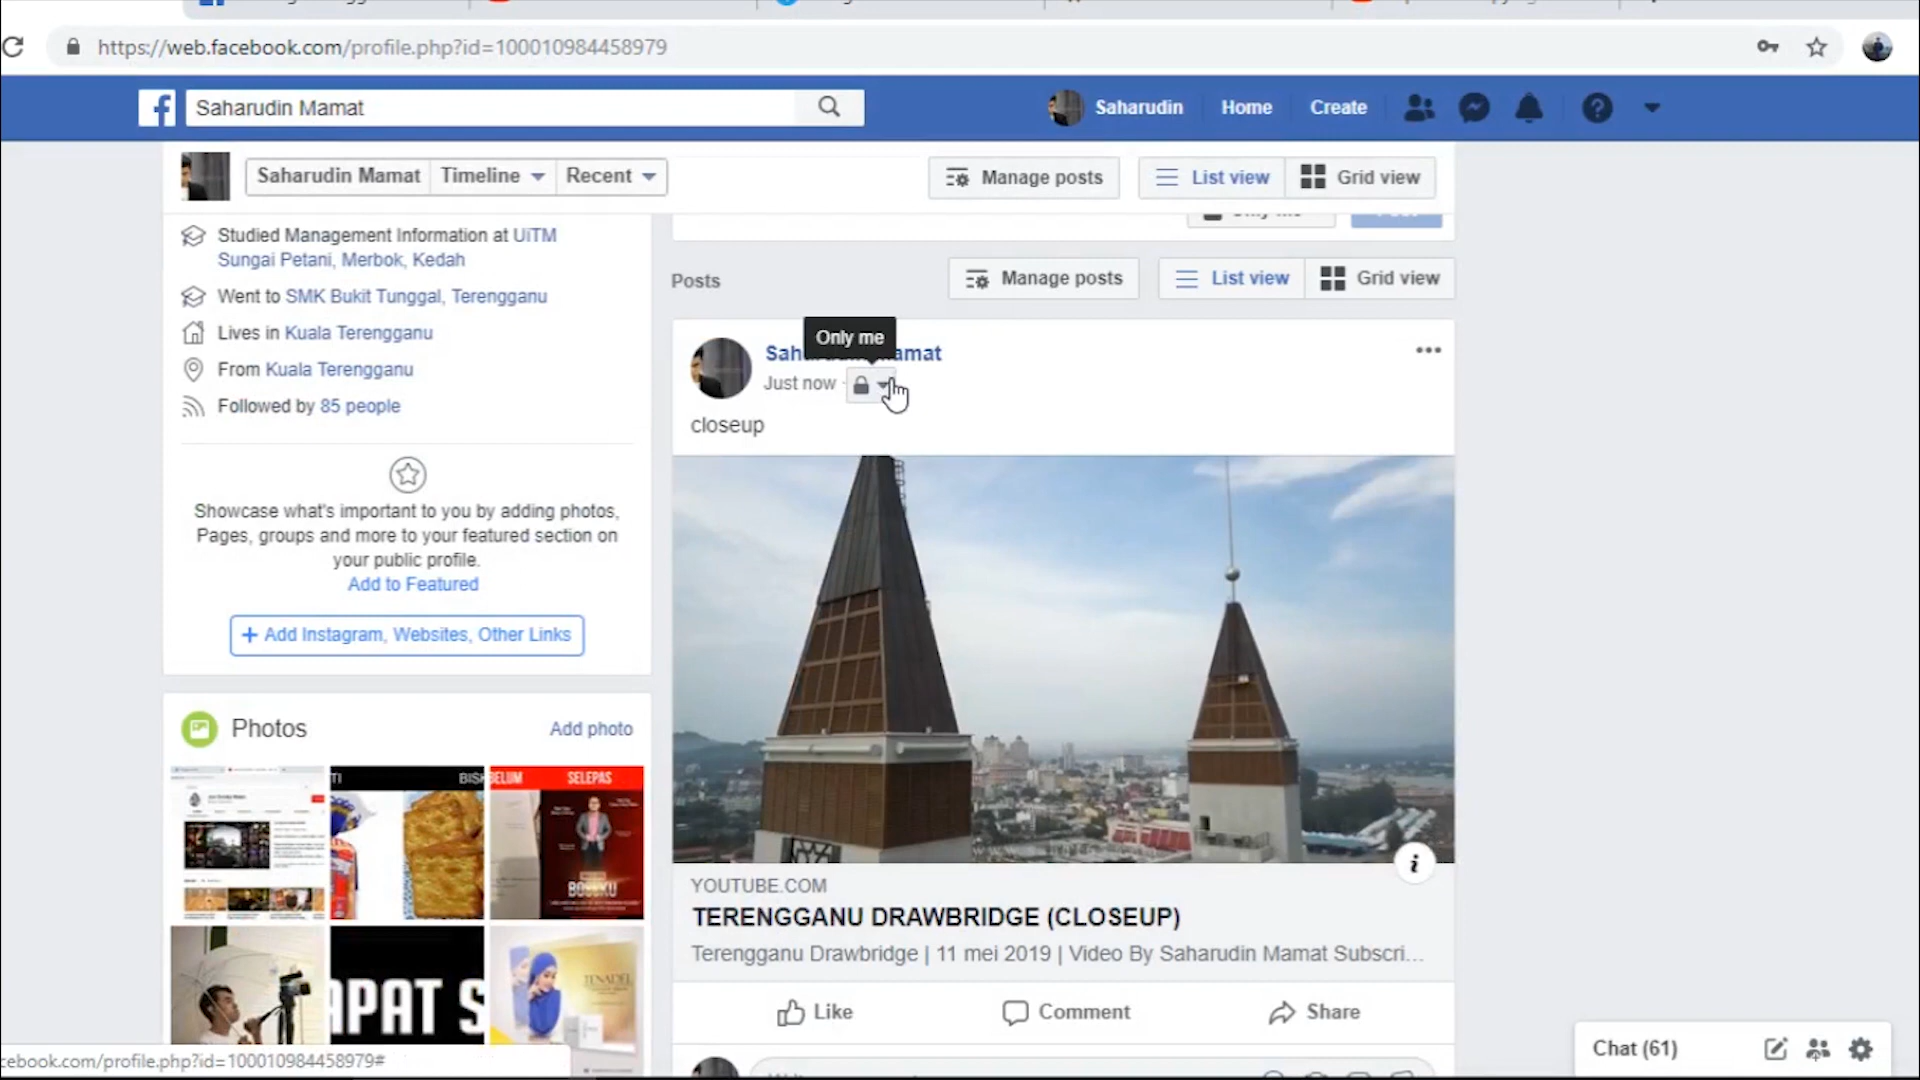 https://web.facebook.com/profile.php?id=100010984458979
Saharudin Mamat
Saharudin
Home
Create
Saharudin Mamat
Timeline
Recent
Manage posts
List view
Grid view
Studied Management Information at UiTM
Sungai Petani, Merbok, Kedah
Went to SMK Bukit Tunggal, Terengganu
Lives in Kuala Terengganu
From Kuala Terengganu
Followed by 85 people
Showcase what's important to you by adding photos,
Pages, groups and more to your featured section on
your public profile.
Add to Featured
+ Add Instagram, Websites, Other Links
Photos
Add photo
BELUM
SELEPAS
APAT S
TENADEL
Posts
Manage posts
List view
Grid view
Only me
Just now
closeup
YOUTUBE.COM
TERENGGANU DRAWBRIDGE (CLOSEUP)
Terengganu Drawbridge | 11 mei 2019 | Video By Saharudin Mamat Subscri...
Like
Comment
Share
Chat (61)
cebook.com/profile.php?id=100010984458979#